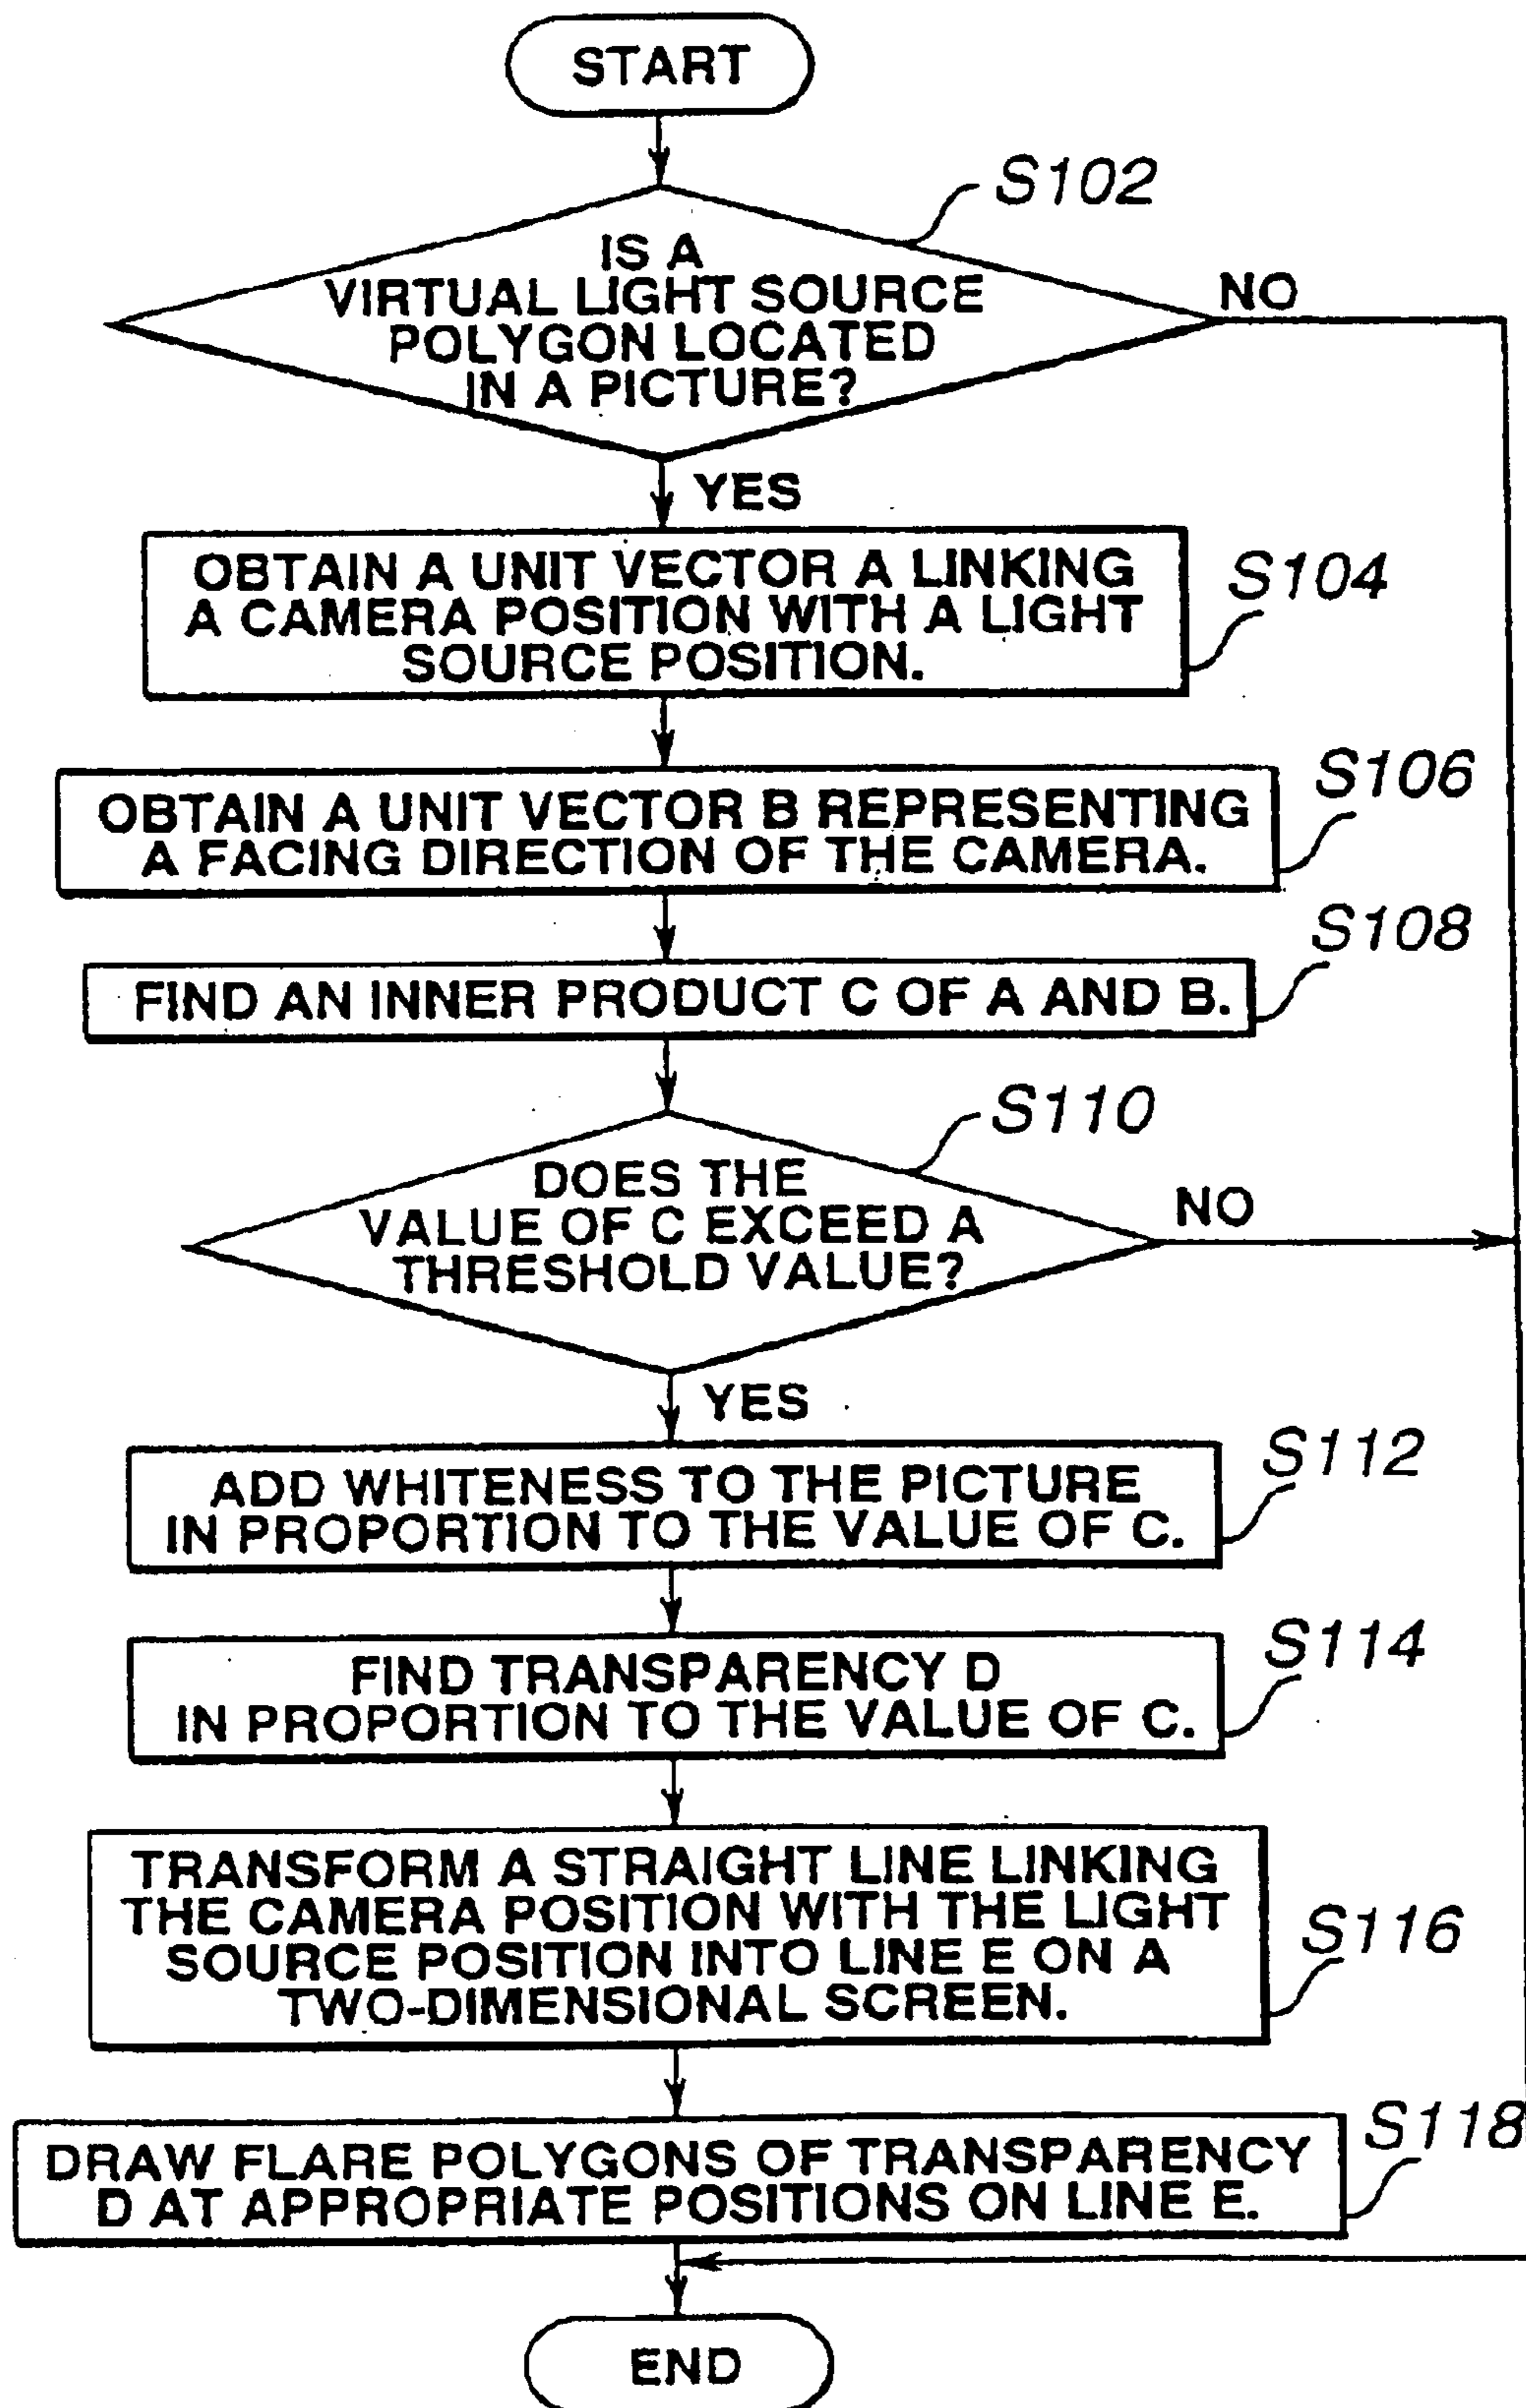 START
S102
IS A
VIRTUAL LIGHT SOURCE
POLYGON LOCATED
IN A PICTURE?
NO
YES
OBTAIN A UNIT VECTOR A LINKING
A CAMERA POSITION WITH A LIGHT
SOURCE POSITION.
S104
OBTAIN A UNIT VECTOR B REPRESENTING
A FACING DIRECTION OF THE CAMERA.
S106
FIND AN INNER PRODUCT C OF A AND B.
S108
S110
DOES THE
VALUE OF C EXCEED A
THRESHOLD VALUE?
NO
YES
ADD WHITENESS TO THE PICTURE
IN PROPORTION TO THE VALUE OF C.
S112
FIND TRANSPARENCY D
IN PROPORTION TO THE VALUE OF C.
S114
TRANSFORM A STRAIGHT LINE LINKING
THE CAMERA POSITION WITH THE LIGHT
SOURCE POSITION INTO LINE E ON A
TWO-DIMENSIONAL SCREEN.
S116
DRAW FLARE POLYGONS OF TRANSPARENCY
D AT APPROPRIATE POSITIONS ON LINE E.
S118
END